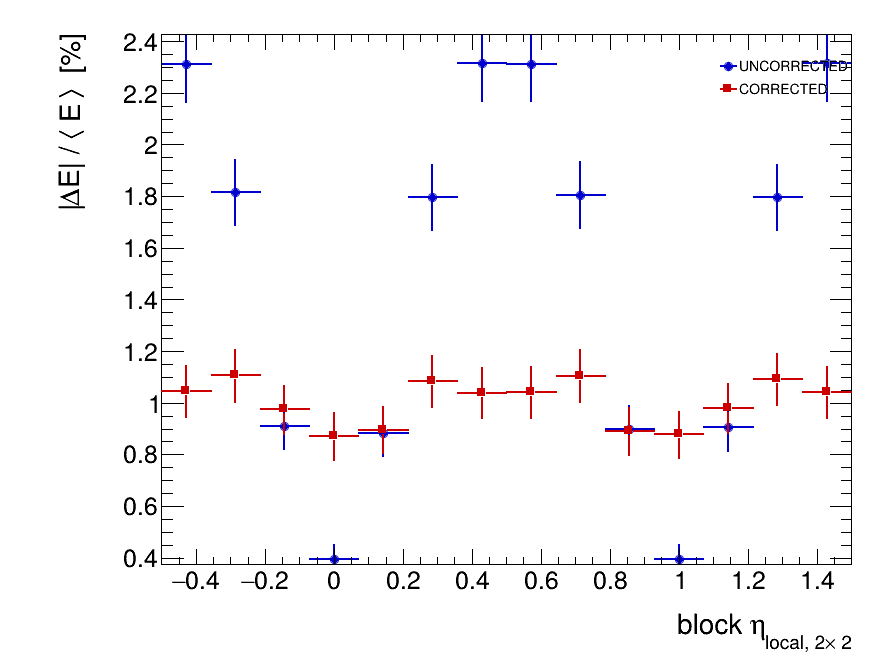 |ΔE| / ⟨ E ⟩ [%]
2.4
2.2
2
1.8
1.6
1.4
1.2
1
0.8
0.6
0.4
UNCORRECTED
CORRECTED
−0.4 −0.2 0 0.2 0.4 0.6 0.8 1 1.2 1.4
block η local, 2× 2